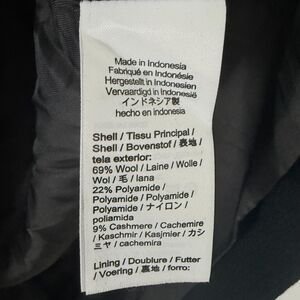 Made in Indonesia
Fabriqué en Indonésie
Hergestellt in Indonesien
Vervaardigd in Indonesië
インドネシア製
hecho en indonesia
Shell / Tissu Principal /
Shell / Bovenstof / 表地 /
tela exterior:
69% Wool / Laine / Wolle /
Wol / 毛 / lana
22% Polyamide /
Polyamide / Polyamid /
Polyamide / ナイロン /
poliamida
9% Cashmere / Cachemire
/ Kaschmir / Kasjmier / カシ
ミヤ / cachemira
Lining / Doublure / Futter
/ Voering / 裏地 / forro: